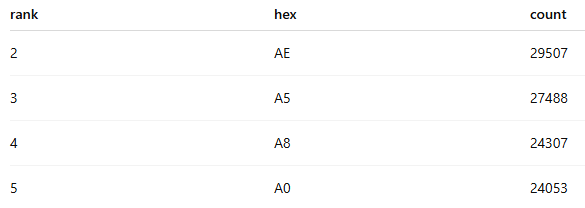 rank hex count
2 AE 29507
3 A5 27488
4 A8 24307
5 A0 24053